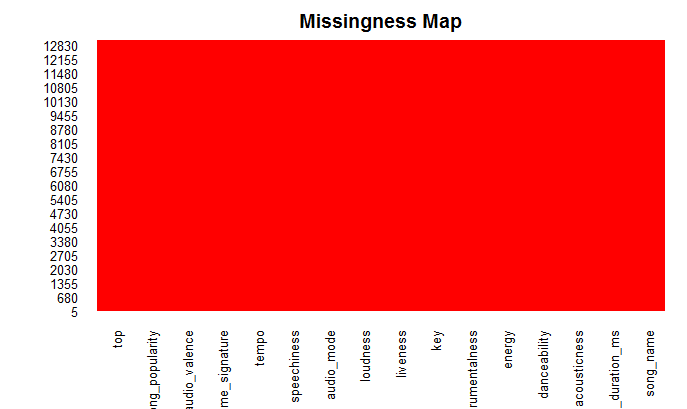 Missingness Map
12830
12155
11480
10805
10130
9455
8780
8105
7430
6755
6080
5405
4730
4055
3380
2705
2030
1355
680
5
top
ong_popularity
audio_valence
me_signature
tempo
speechiness
audio_mode
loudness
liveness
key
rumentalness
energy
danceability
acousticness
_duration_ms
song_name